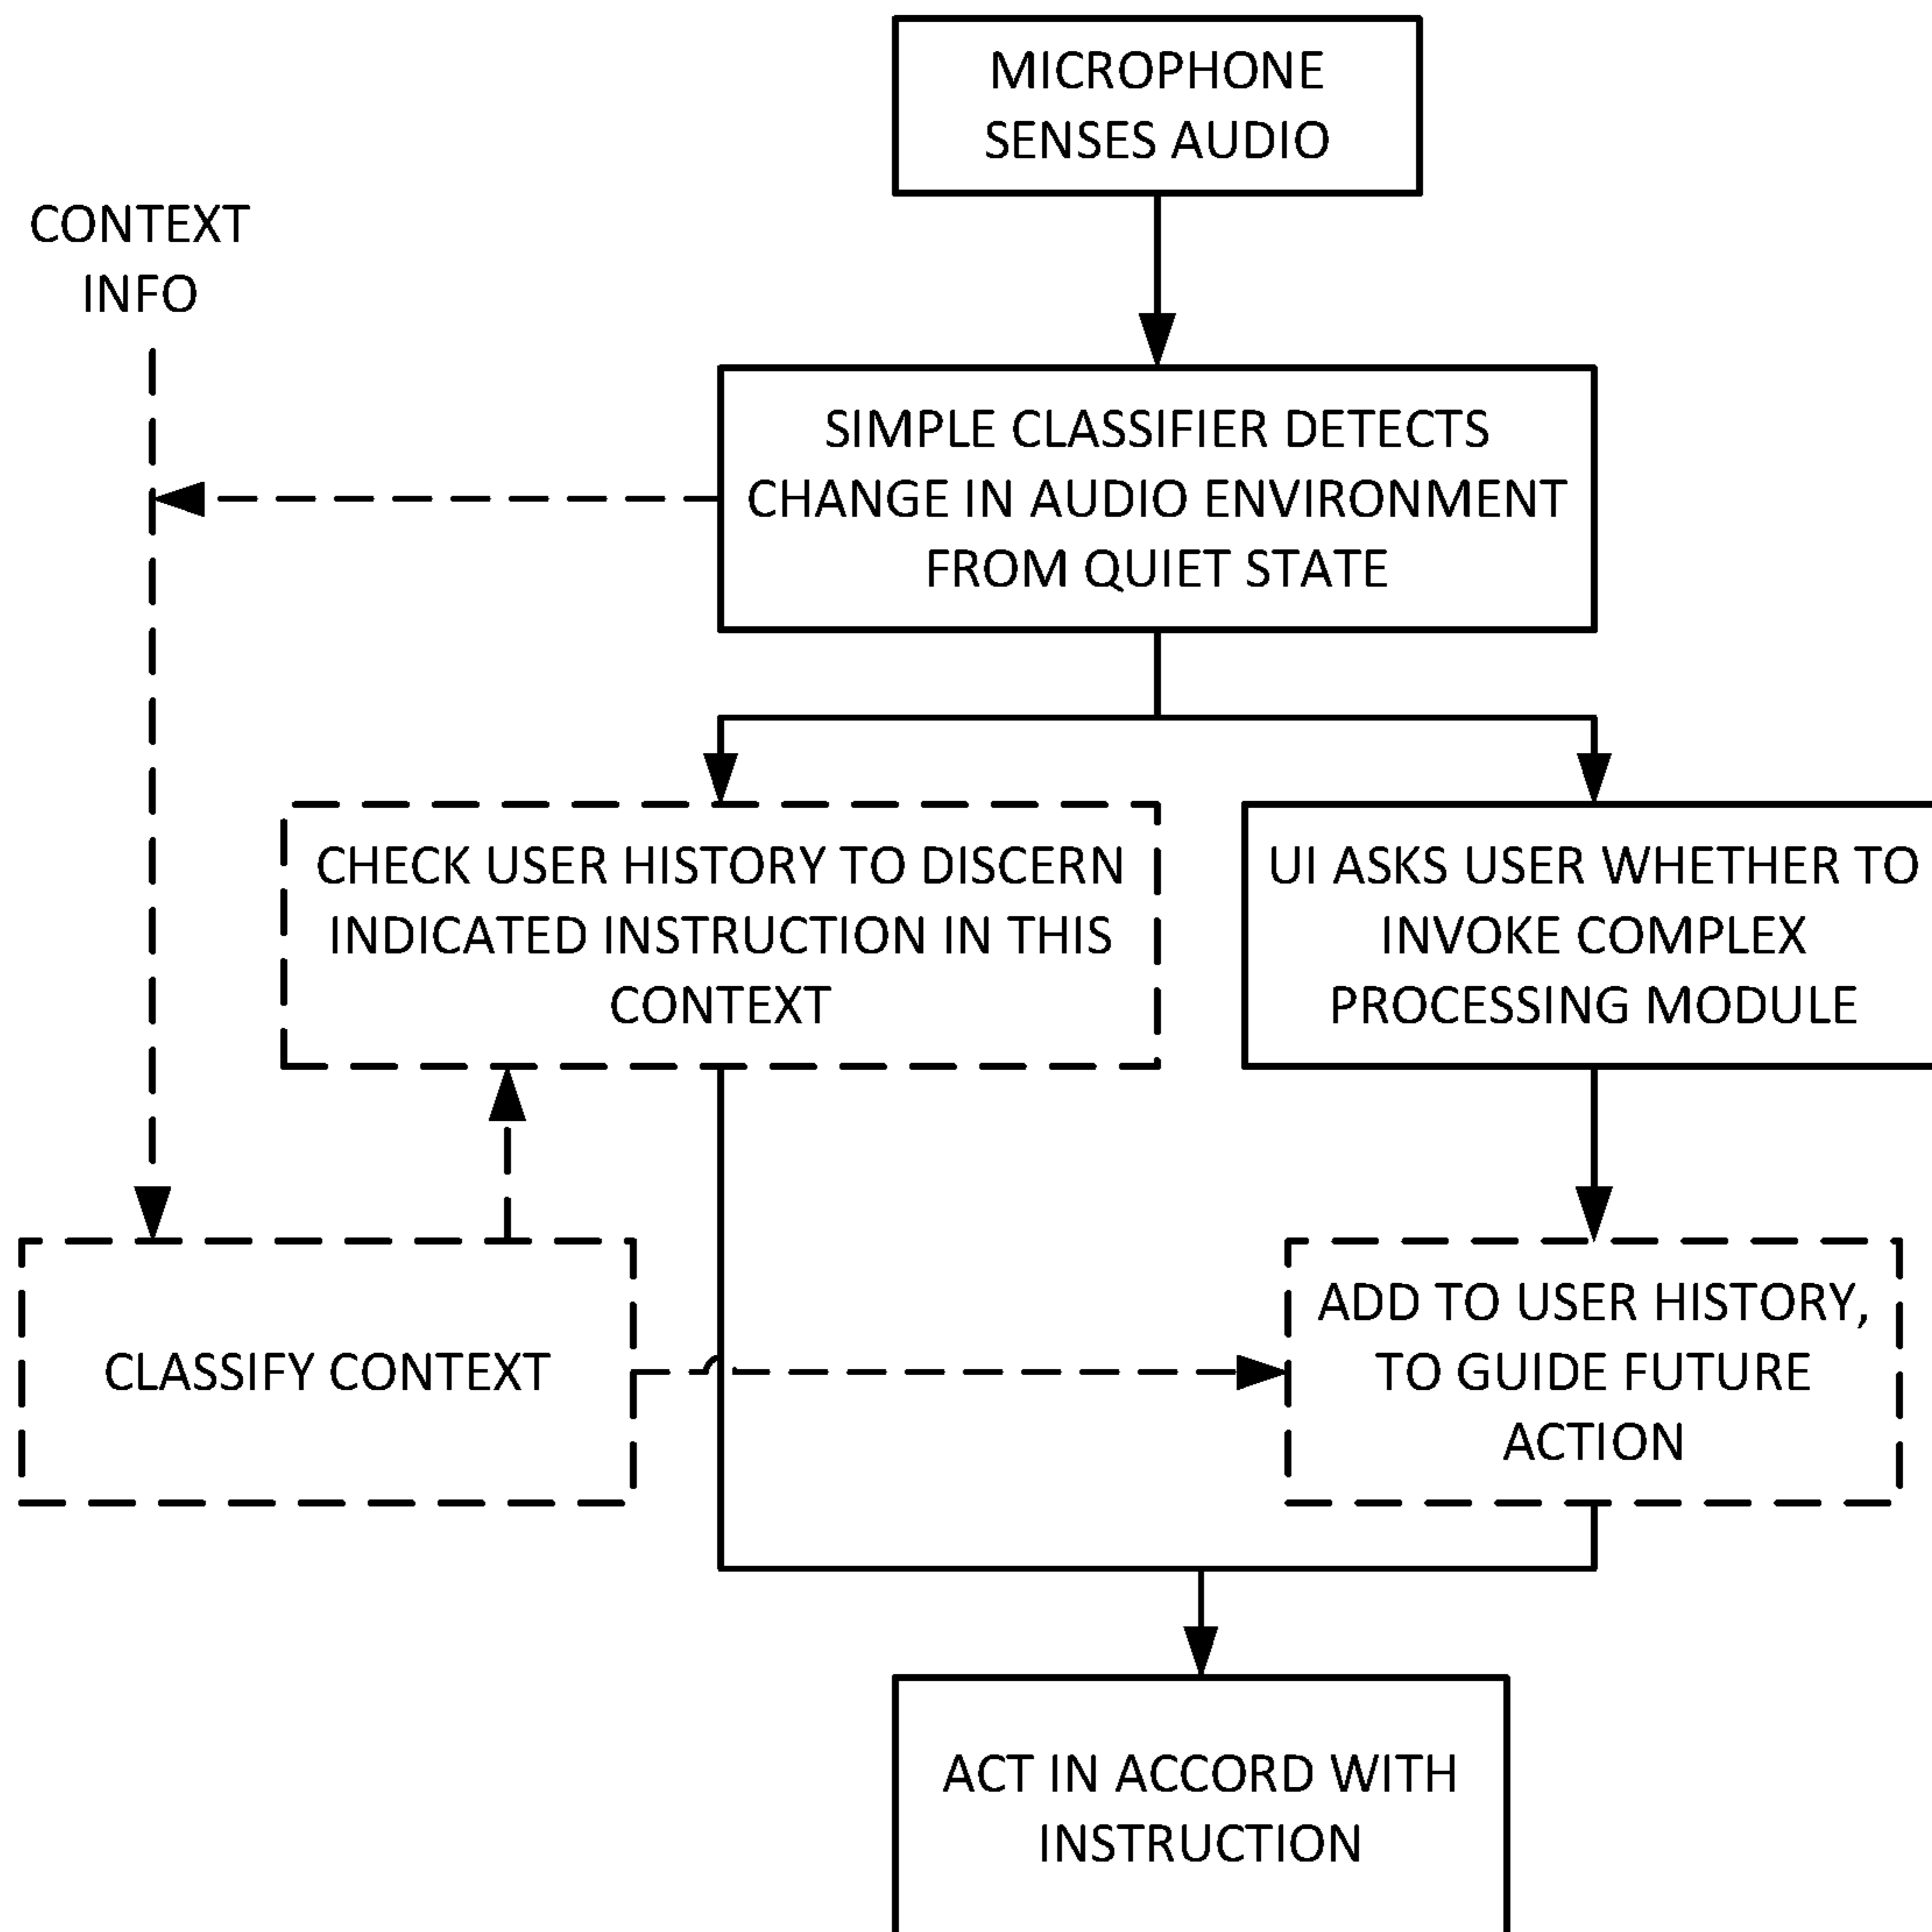 MICROPHONE
SENSES AUDIO
CONTEXT
INFO
SIMPLE CLASSIFIER DETECTS
CHANGE IN AUDIO ENVIRONMENT
FROM QUIET STATE
CHECK USER HISTORY TO DISCERN
INDICATED INSTRUCTION IN THIS
CONTEXT
UI ASKS USER WHETHER TO
INVOKE COMPLEX
PROCESSING MODULE
CLASSIFY CONTEXT
ADD TO USER HISTORY,
TO GUIDE FUTURE
ACTION
ACT IN ACCORD WITH
INSTRUCTION